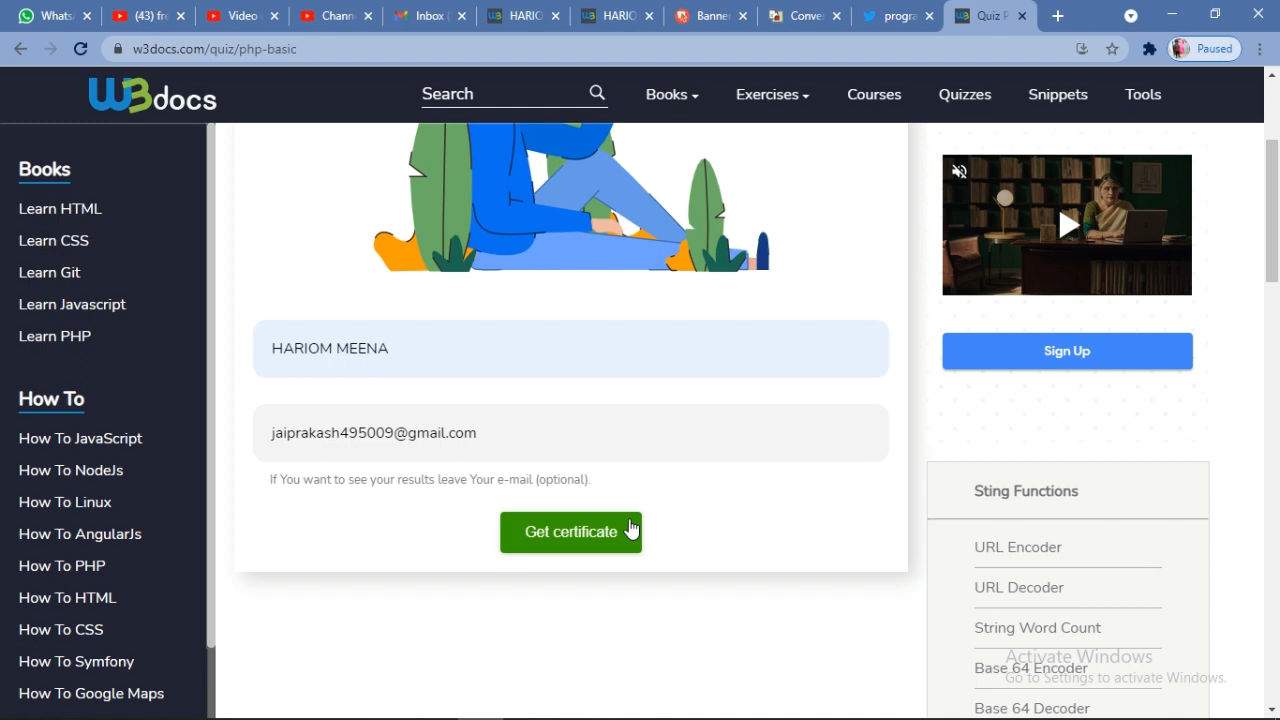 Whats
(43) fr
Video
Chann
Inbox (
HARIO
HARIO
Banne
Conve
progra
Quiz P
w3docs.com/quiz/php-basic
Paused
W3docs
Search
Books
Exercises
Courses
Quizzes
Snippets
Tools
Books
Learn HTML
Learn CSS
Learn Git
Learn Javascript
Learn PHP
How To
How To JavaScript
How To NodeJs
How To Linux
How To AngularJs
How To PHP
How To HTML
How To CSS
How To Symfony
How To Google Maps
HARIOM MEENA
jaiprakash495009@gmail.com
If You want to see your results leave Your e-mail (optional).
Get certificate
Sign Up
Sting Functions
URL Encoder
URL Decoder
String Word Count
Base 64 Encoder
Base 64 Decoder
Activate Windows
Go to Settings to activate Windows.